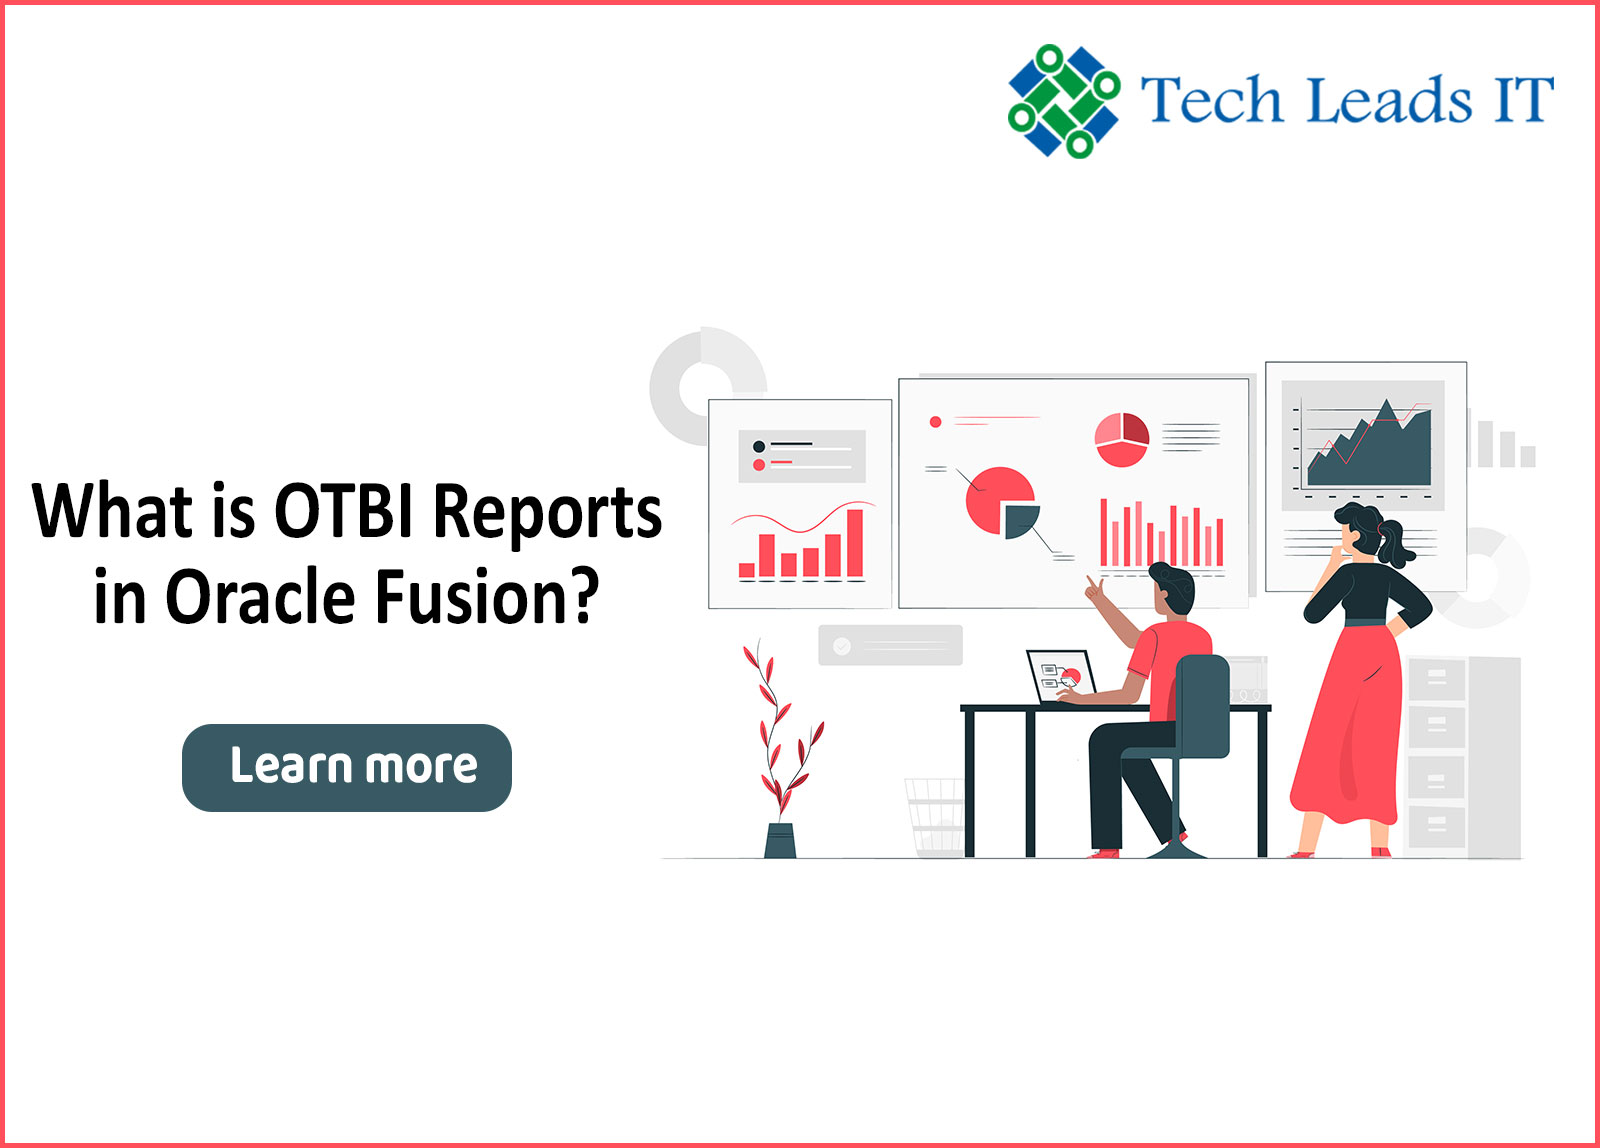 Tech Leads IT
What is OTBI Reports
in Oracle Fusion?
Learn more